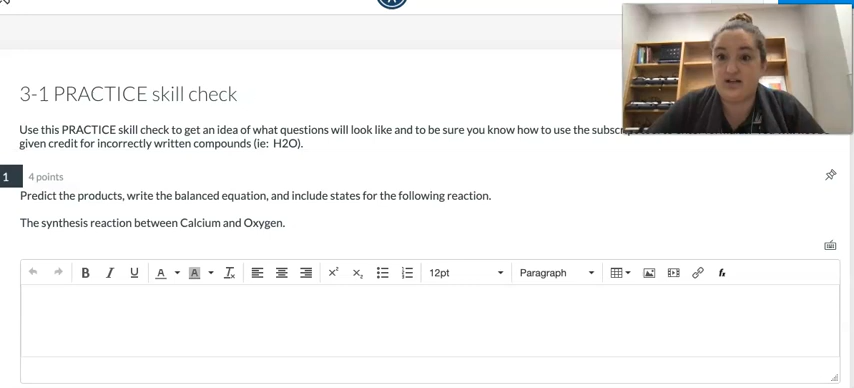 3-1 PRACTICE skill check
Use this PRACTICE skill check to get an idea of what questions will look like and to be sure you know how to use the
given credit for incorrectly written compounds (ie: H2O).
1 4 points
Predict the products, write the balanced equation, and include states for the following reaction.
The synthesis reaction between Calcium and Oxygen.
B I U A A 12pt Paragraph